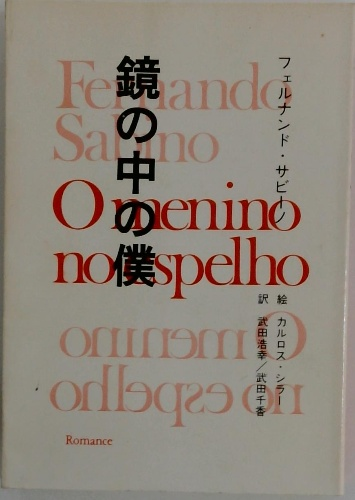 Fernando
Sabino
O menino
no espelho
鏡の中の僕
フェルナンド・サビーノ
絵 カルロス・シラー
訳 武田浩幸／武田千香
O menino
no espelho
Romance